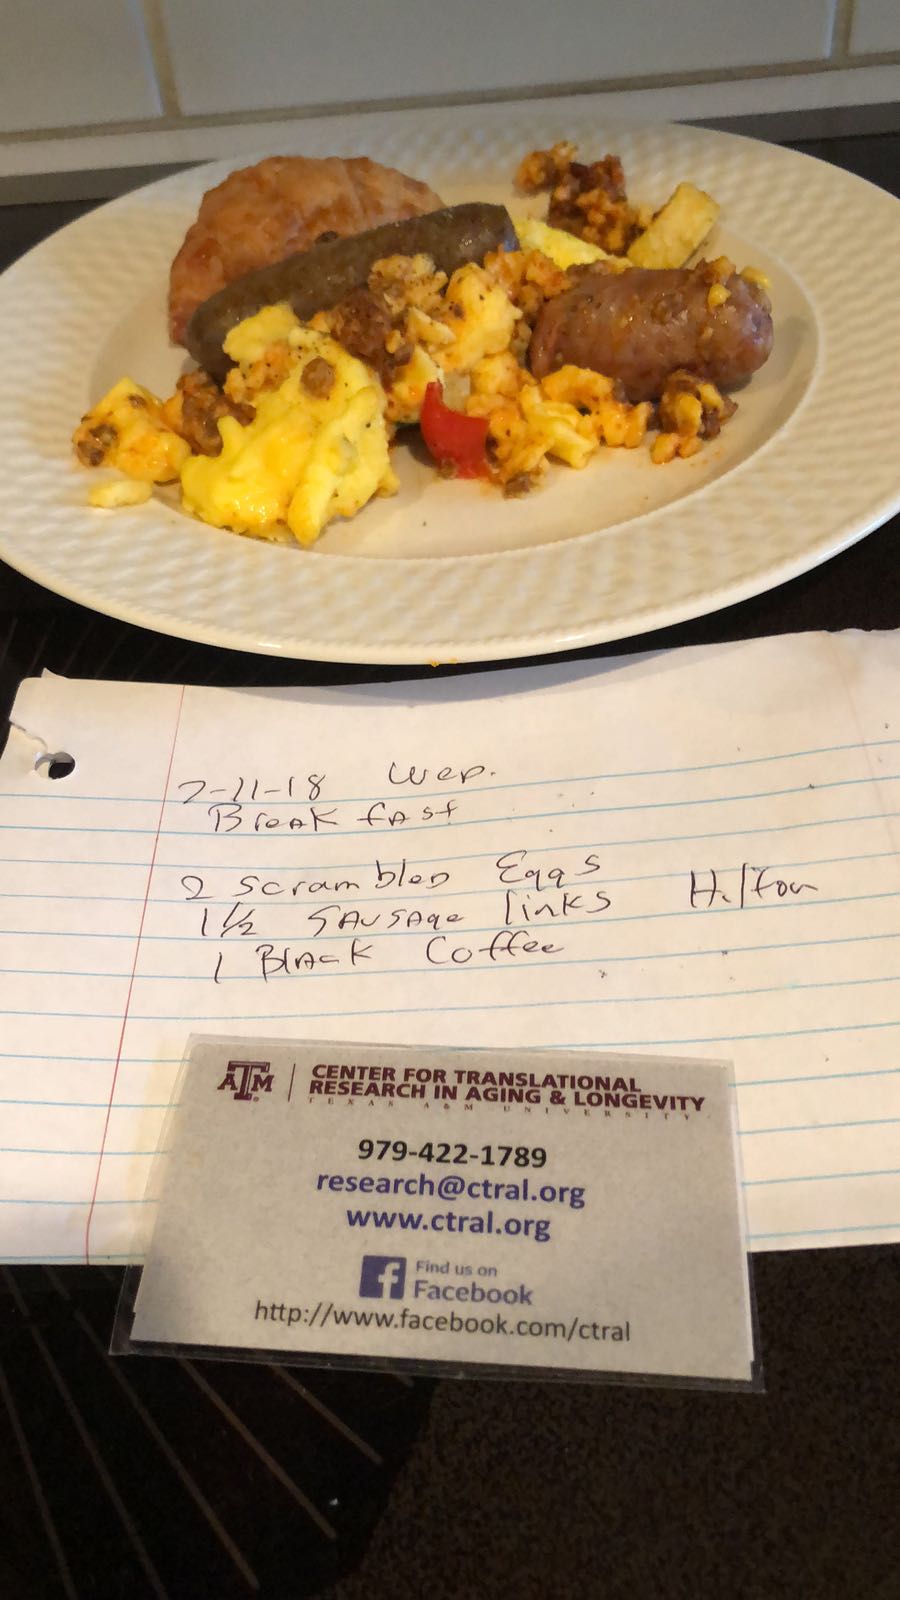 7-11-18 WED.
Breakfast
2 Scrambled Eggs
1 1/2 Sausage links Hilton
1 Black Coffee
ATM | CENTER FOR TRANSLATIONAL
RESEARCH IN AGING & LONGEVITY
TEXAS A&M UNIVERSITY
979-422-1789
research@ctral.org
www.ctral.org
f Find us on
Facebook
http://www.facebook.com/ctral